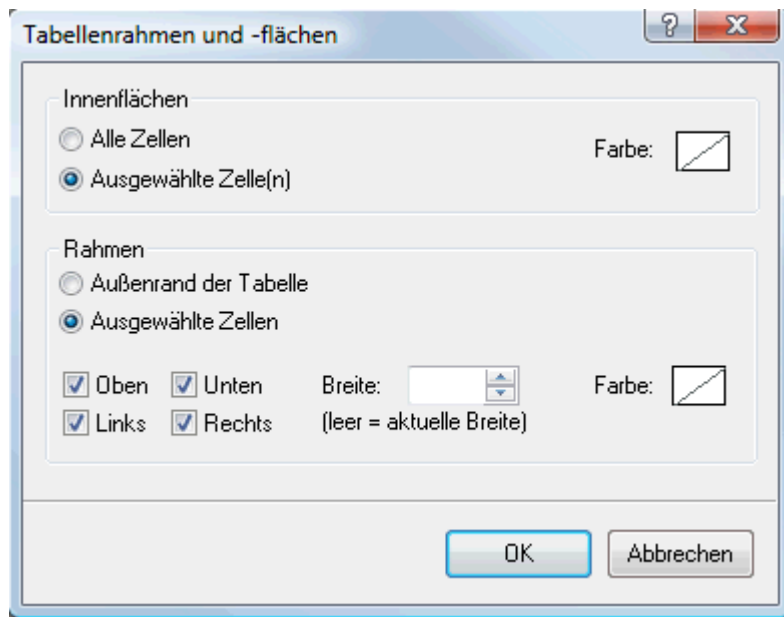 Tabellenrahmen und -flächen
Innenflächen
Alle Zellen
Farbe:
Ausgewählte Zelle(n)
Rahmen
Außenrand der Tabelle
Ausgewählte Zellen
Oben Unten Breite: Farbe:
Links Rechts (leer = aktuelle Breite)
OK Abbrechen